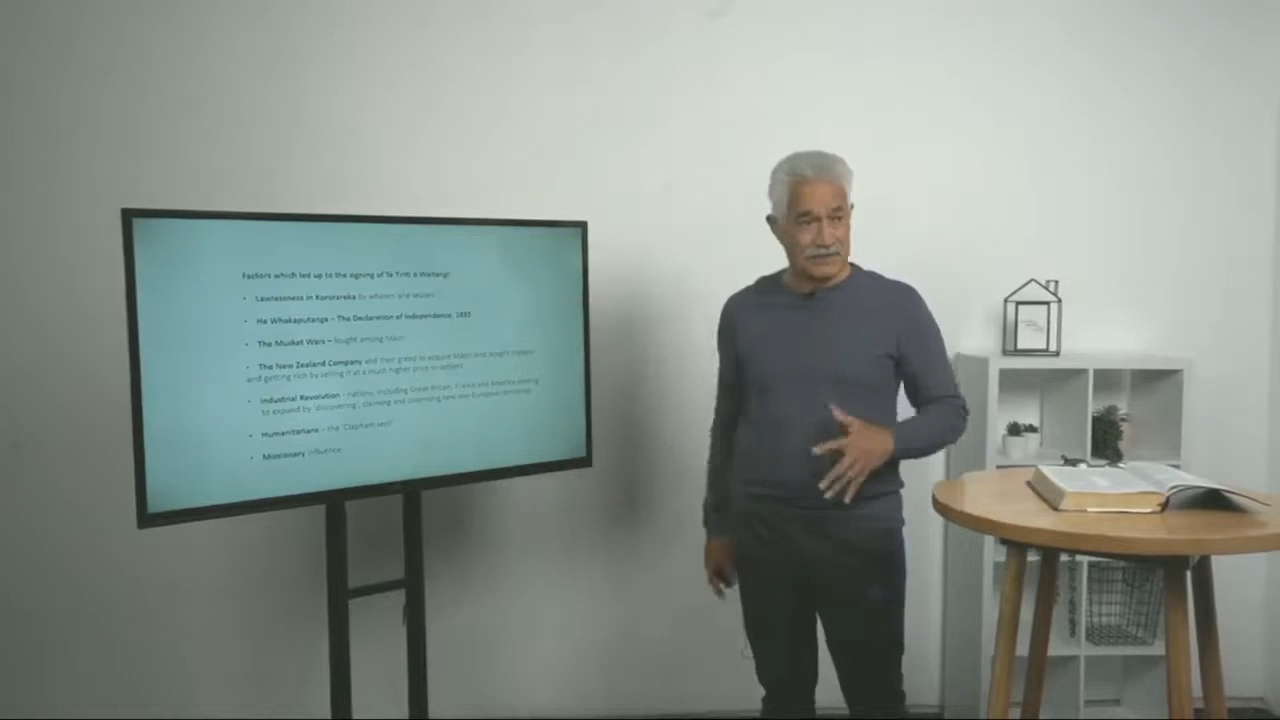 Factors which led up to the signing of Te Tiriti o Waitangi
• Lawlessness in Kororareka by whalers and sealers
• He Whakaputanga – The Declaration of Independence, 1835
• The Musket Wars – fought among Māori
• The New Zealand Company and their greed to acquire Māori land
and getting rich by selling it at a much higher price to settlers
• Industrial Revolution - nations, including Great Britain, France and America seeking
to expand by 'discovering', claiming and colonising new non-European
• Humanitarians – the 'Clapham sect'
• Missionary influence